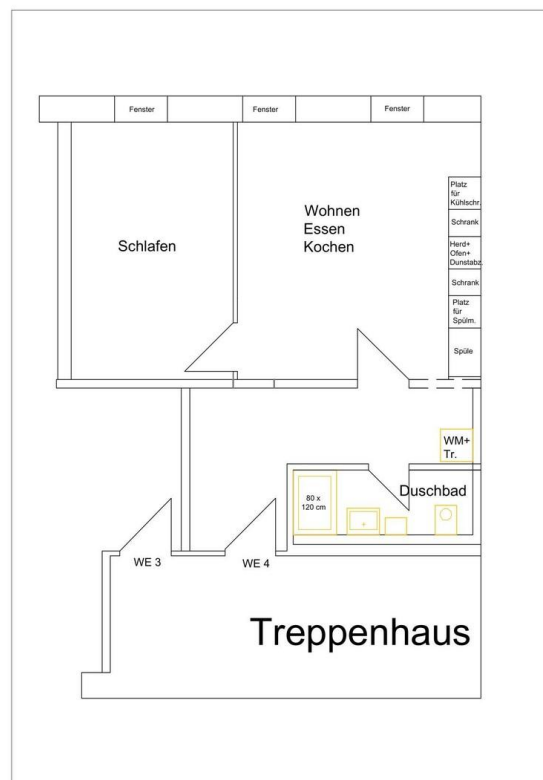 Fenster
Fenster
Fenster
Schlafen
Wohnen
Essen
Kochen
Platz
für
Kühlschr.
Schrank
Herd+
Ofen+
Dunstabz.
Schrank
Platz
für
Spülm.
Spüle
WM+
Tr.
Duschbad
80 x
120 cm
WE 3
WE 4
Treppenhaus